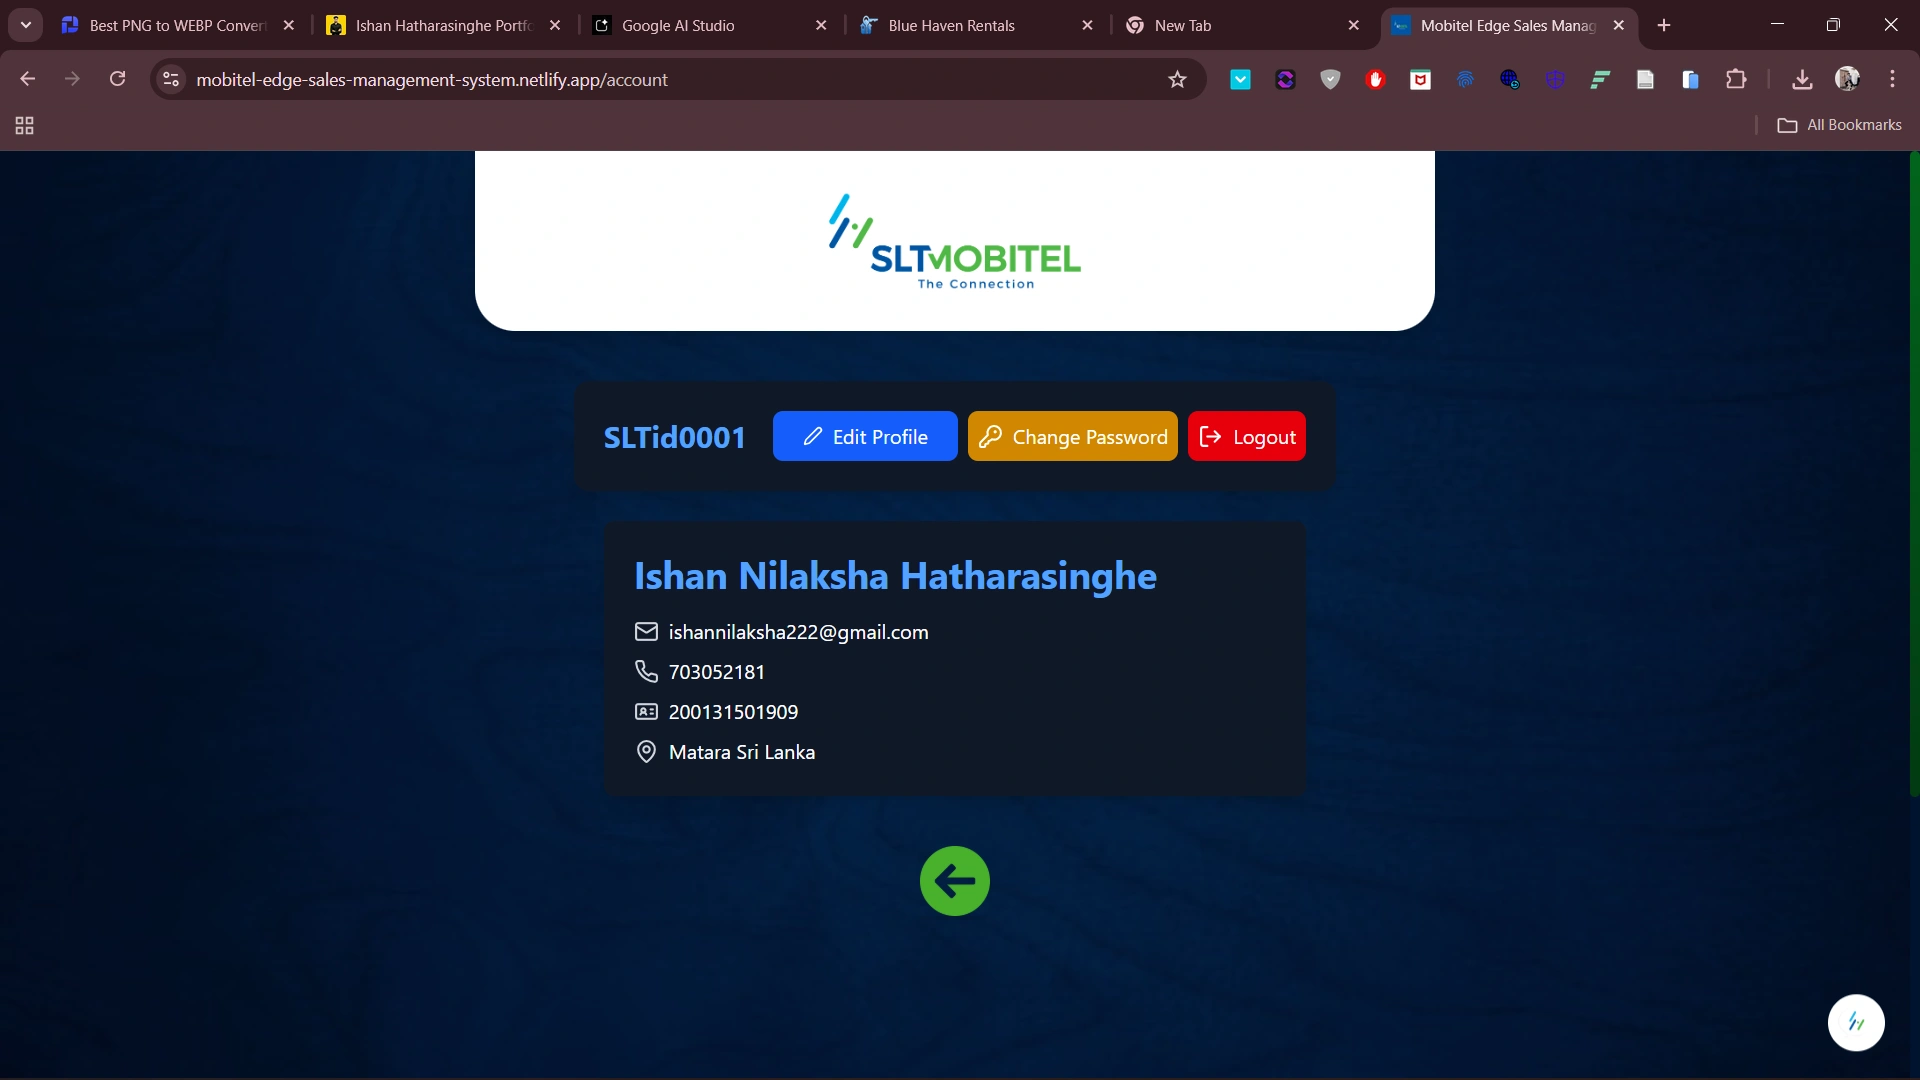 Best PNG to WEBP Convert
Ishan Hatharasinghe Portfo
Google AI Studio
Blue Haven Rentals
New Tab
Mobitel Edge Sales Manag
mobitel-edge-sales-management-system.netlify.app/account
All Bookmarks
SLTMOBITEL
The Connection
SLTid0001
Edit Profile
Change Password
Logout
Ishan Nilaksha Hatharasinghe
ishannilaksha222@gmail.com
703052181
200131501909
Matara Sri Lanka